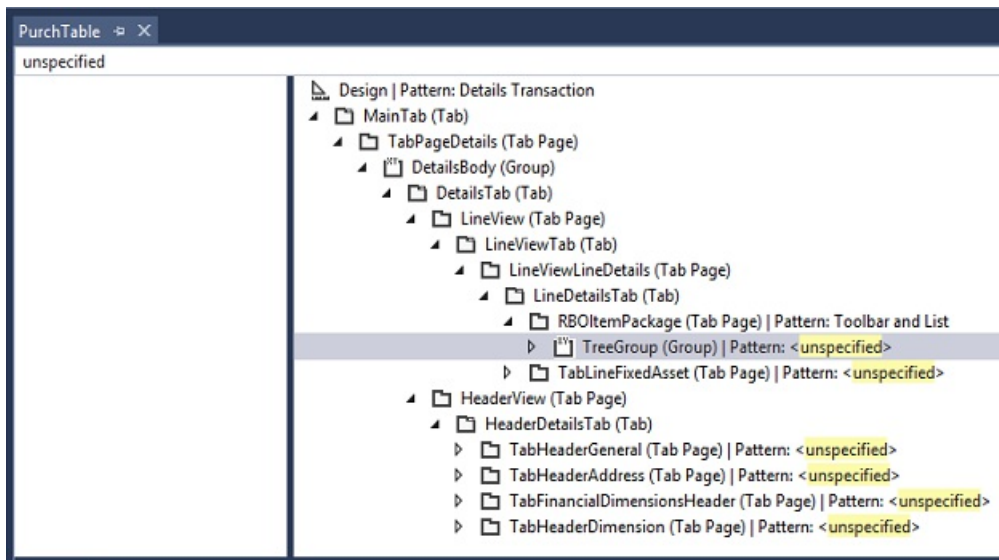 PurchTable
unspecified
Design | Pattern: Details Transaction
MainTab (Tab)
TabPageDetails (Tab Page)
DetailsBody (Group)
DetailsTab (Tab)
LineView (Tab Page)
LineViewTab (Tab)
LineViewLineDetails (Tab Page)
LineDetailsTab (Tab)
RBOItemPackage (Tab Page) | Pattern: Toolbar and List
TreeGroup (Group) | Pattern: <unspecified>
TabLineFixedAsset (Tab Page) | Pattern: <unspecified>
HeaderView (Tab Page)
HeaderDetailsTab (Tab)
TabHeaderGeneral (Tab Page) | Pattern: <unspecified>
TabHeaderAddress (Tab Page) | Pattern: <unspecified>
TabFinancialDimensionsHeader (Tab Page) | Pattern: <unspecified>
TabHeaderDimension (Tab Page) | Pattern: <unspecified>